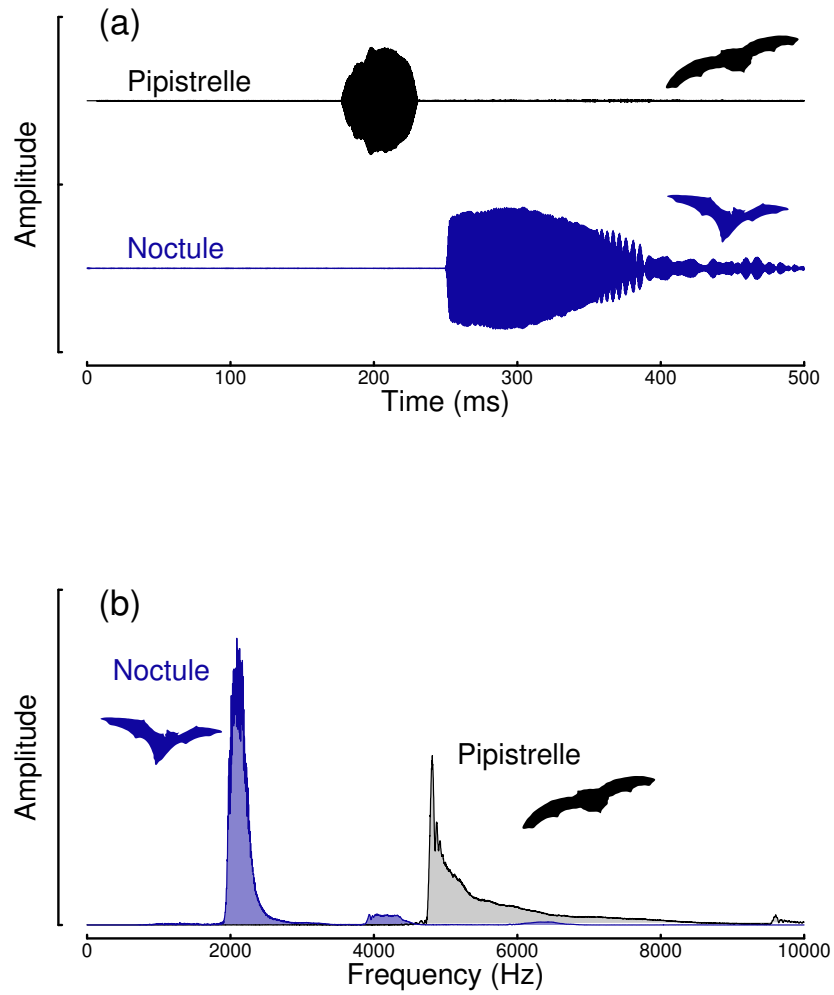 (a)
Pipistrelle
Noctule
Amplitude
0 100 200 300 400 500
Time (ms)
(b)
Noctule
Pipistrelle
Amplitude
0 2000 4000 6000 8000 10000
Frequency (Hz)